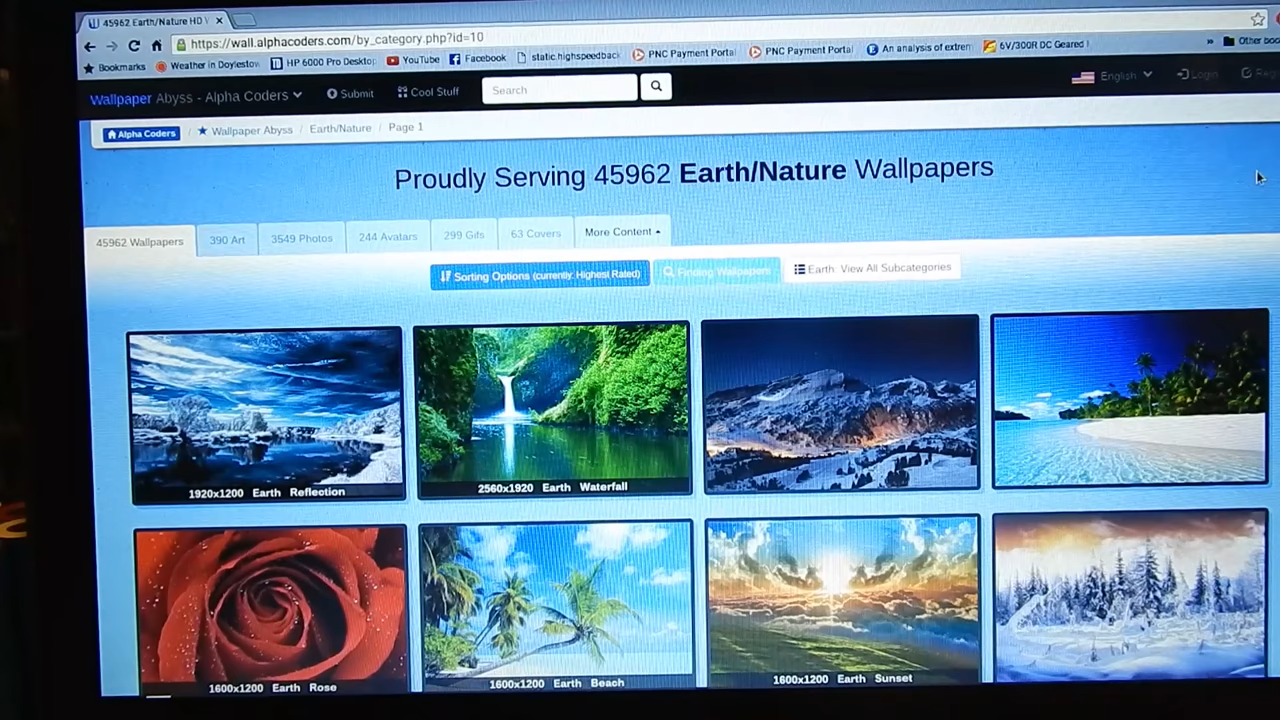 45962 Earth/Nature HD
https://wall.alphacoders.com/by_category.php?id=10
Bookmarks Weather in Doylestow HP 6000 Pro Desktop YouTube Facebook static.highspeedback PNC Payment Portal PNC Payment Portal An analysis of extrem 6V/300R DC Geared » Other boo
Wallpaper Abyss - Alpha Coders Submit Cool Stuff Search English Login Reg
Alpha Coders / Wallpaper Abyss / Earth/Nature / Page 1
Proudly Serving 45962 Earth/Nature Wallpapers
45962 Wallpapers 390 Art 3549 Photos 244 Avatars 299 Gifs 63 Covers More Content
Sorting Options (currently: Highest Rated) Finding Wallpapers Earth: View All Subcategories
1920x1200 Earth Reflection
2560x1920 Earth Waterfall
1600x1200 Earth Rose
1600x1200 Earth Beach
1600x1200 Earth Sunset